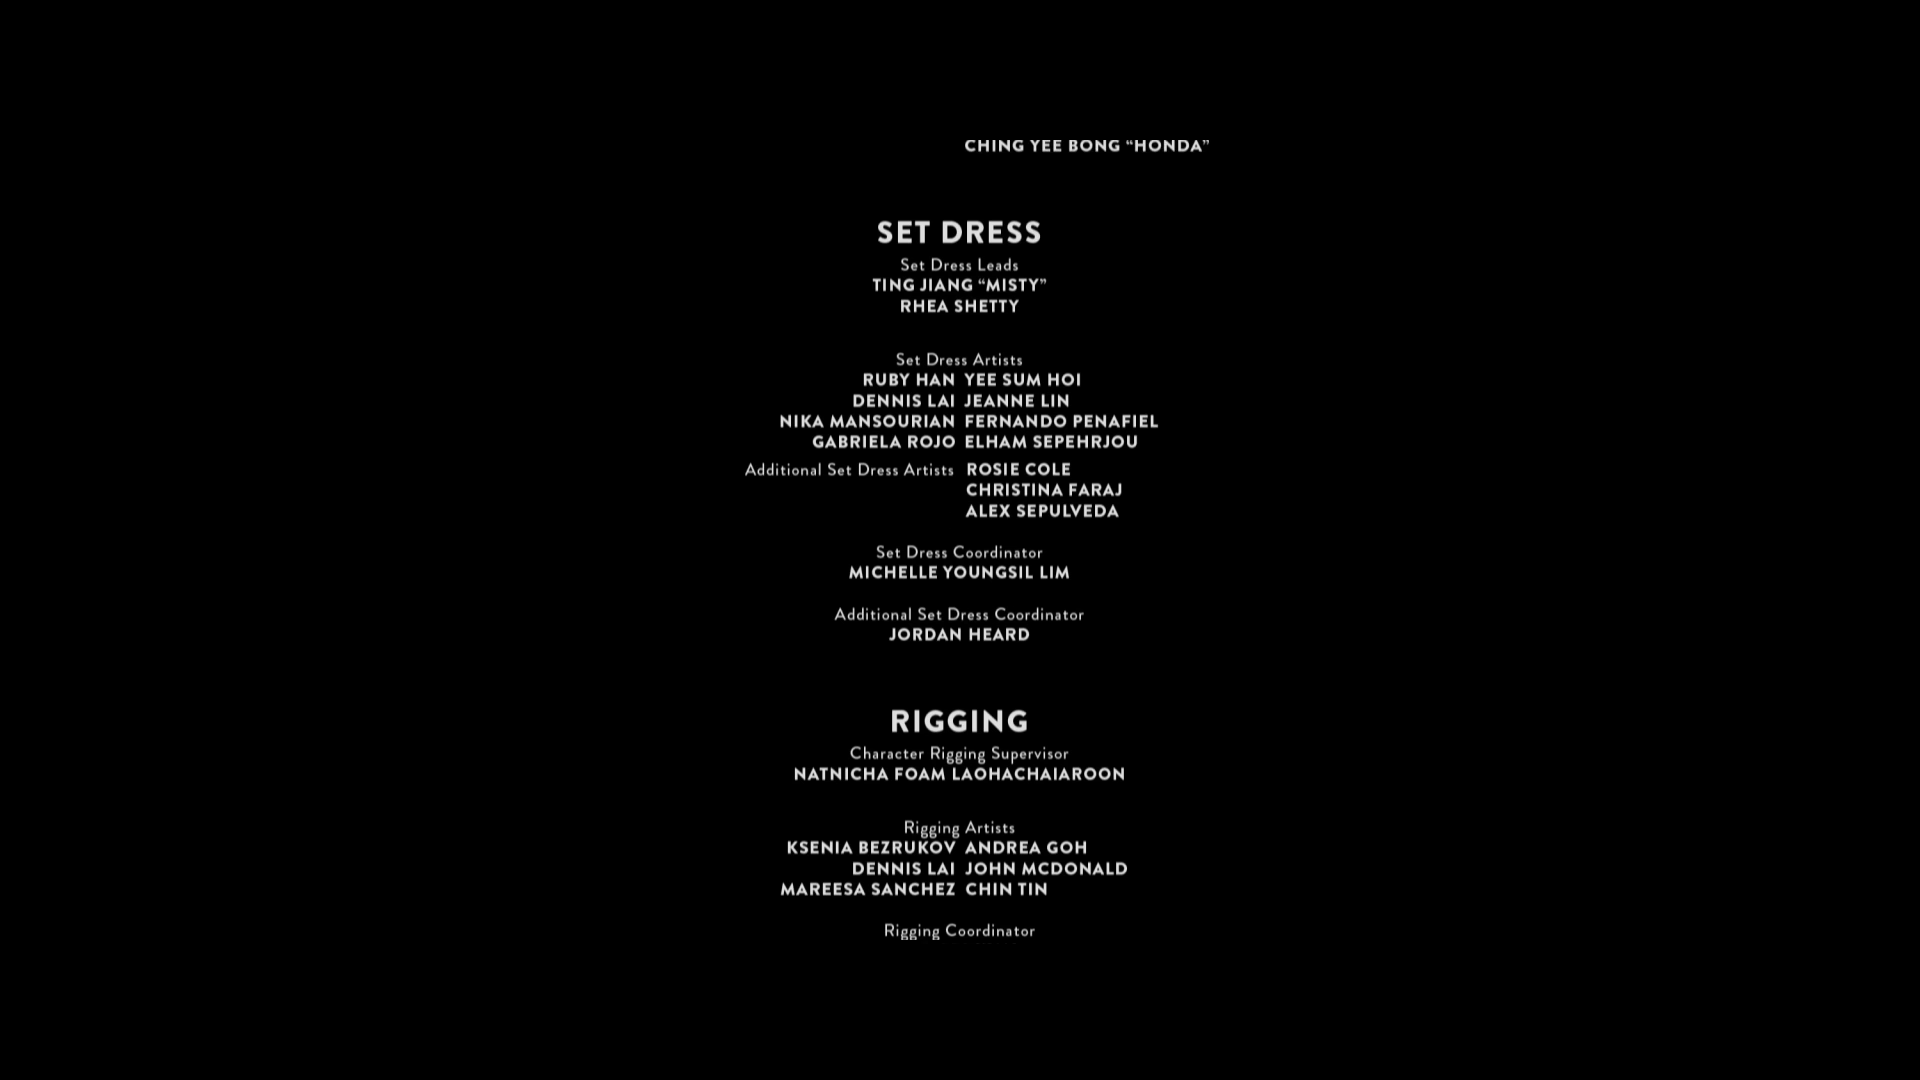 CHING YEE BONG “HONDA”
SET DRESS
Set Dress Leads
TING JIANG “MISTY”
RHEA SHETTY
Set Dress Artists
RUBY HAN YEE SUM HOI
DENNIS LAI JEANNE LIN
NIKA MANSOURIAN FERNANDO PENAFIEL
GABRIELA ROJO ELHAM SEPEHRJOU
Additional Set Dress Artists ROSIE COLE
CHRISTINA FARAJ
ALEX SEPULVEDA
Set Dress Coordinator
MICHELLE YOUNGSIL LIM
Additional Set Dress Coordinator
JORDAN HEARD
RIGGING
Character Rigging Supervisor
NATNICHA FOAM LAOHACHAIAROON
Rigging Artists
KSENIA BEZRUKOV ANDREA GOH
DENNIS LAI JOHN MCDONALD
MAREESA SANCHEZ CHIN TIN
Rigging Coordinator